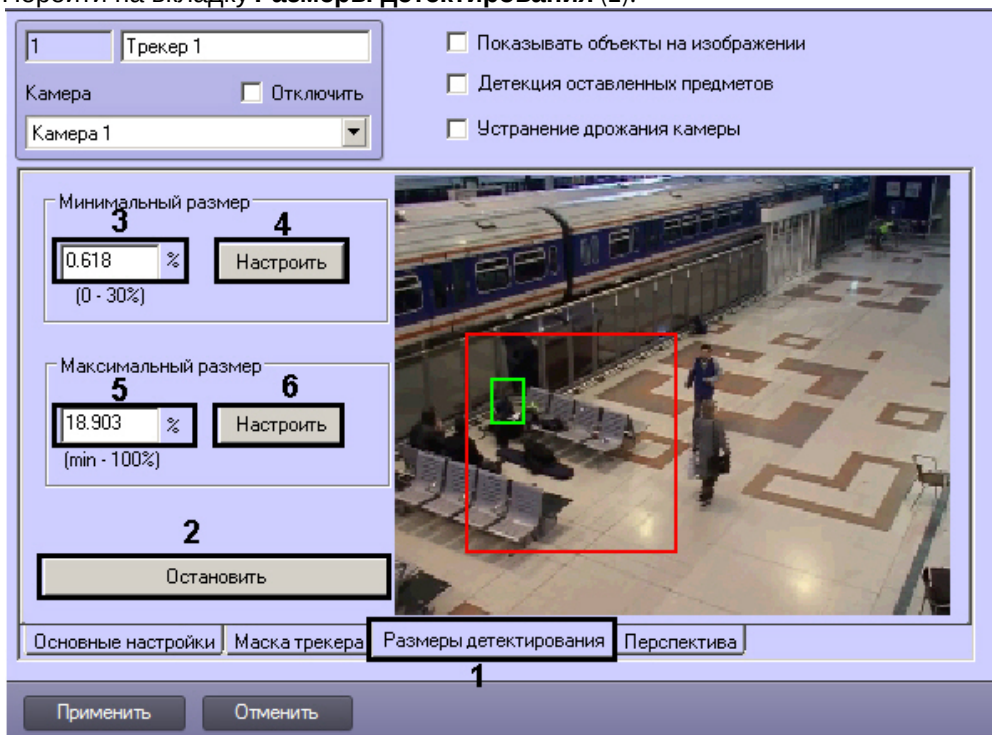 Перейти на вкладку Размеры детектирования (1).
1 Трекер 1
Показывать объекты на изображении
Камера
Отключить
Детекция оставленных предметов
Камера 1
Устранение дрожания камеры
Минимальный размер
3 4
0.618 % Настроить
(0 - 30%)
Максимальный размер
5 6
18.903 % Настроить
(min - 100%)
2
Остановить
Основные настройки Маска трекера Размеры детектирования Перспектива
1
Применить Отменить